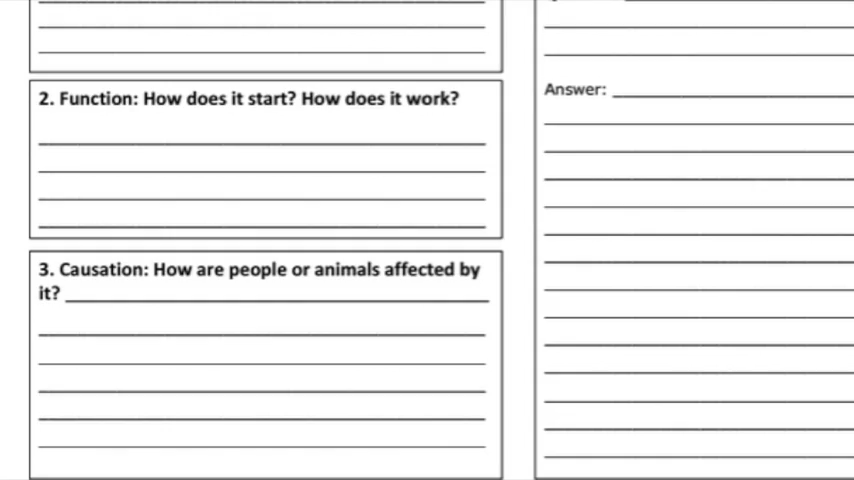 2. Function: How does it start? How does it work?
3. Causation: How are people or animals affected by
it?
Answer: